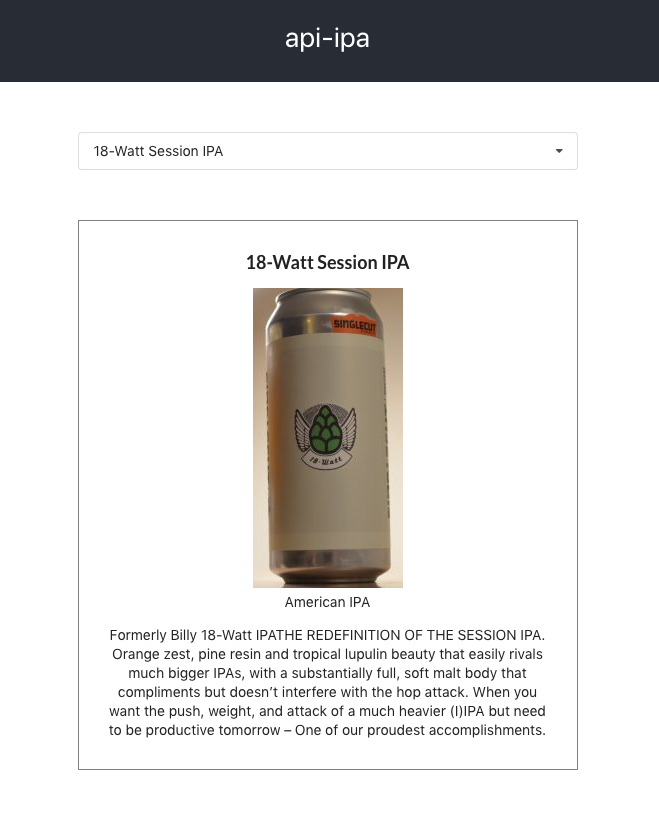 api-ipa
18-Watt Session IPA
18-Watt Session IPA
SINGLECUT
18-Watt
American IPA
Formerly Billy 18-Watt IPATHE REDEFINITION OF THE SESSION IPA.
Orange zest, pine resin and tropical lupulin beauty that easily rivals
much bigger IPAs, with a substantially full, soft malt body that
compliments but doesn’t interfere with the hop attack. When you
want the push, weight, and attack of a much heavier (I)IPA but need
to be productive tomorrow – One of our proudest accomplishments.